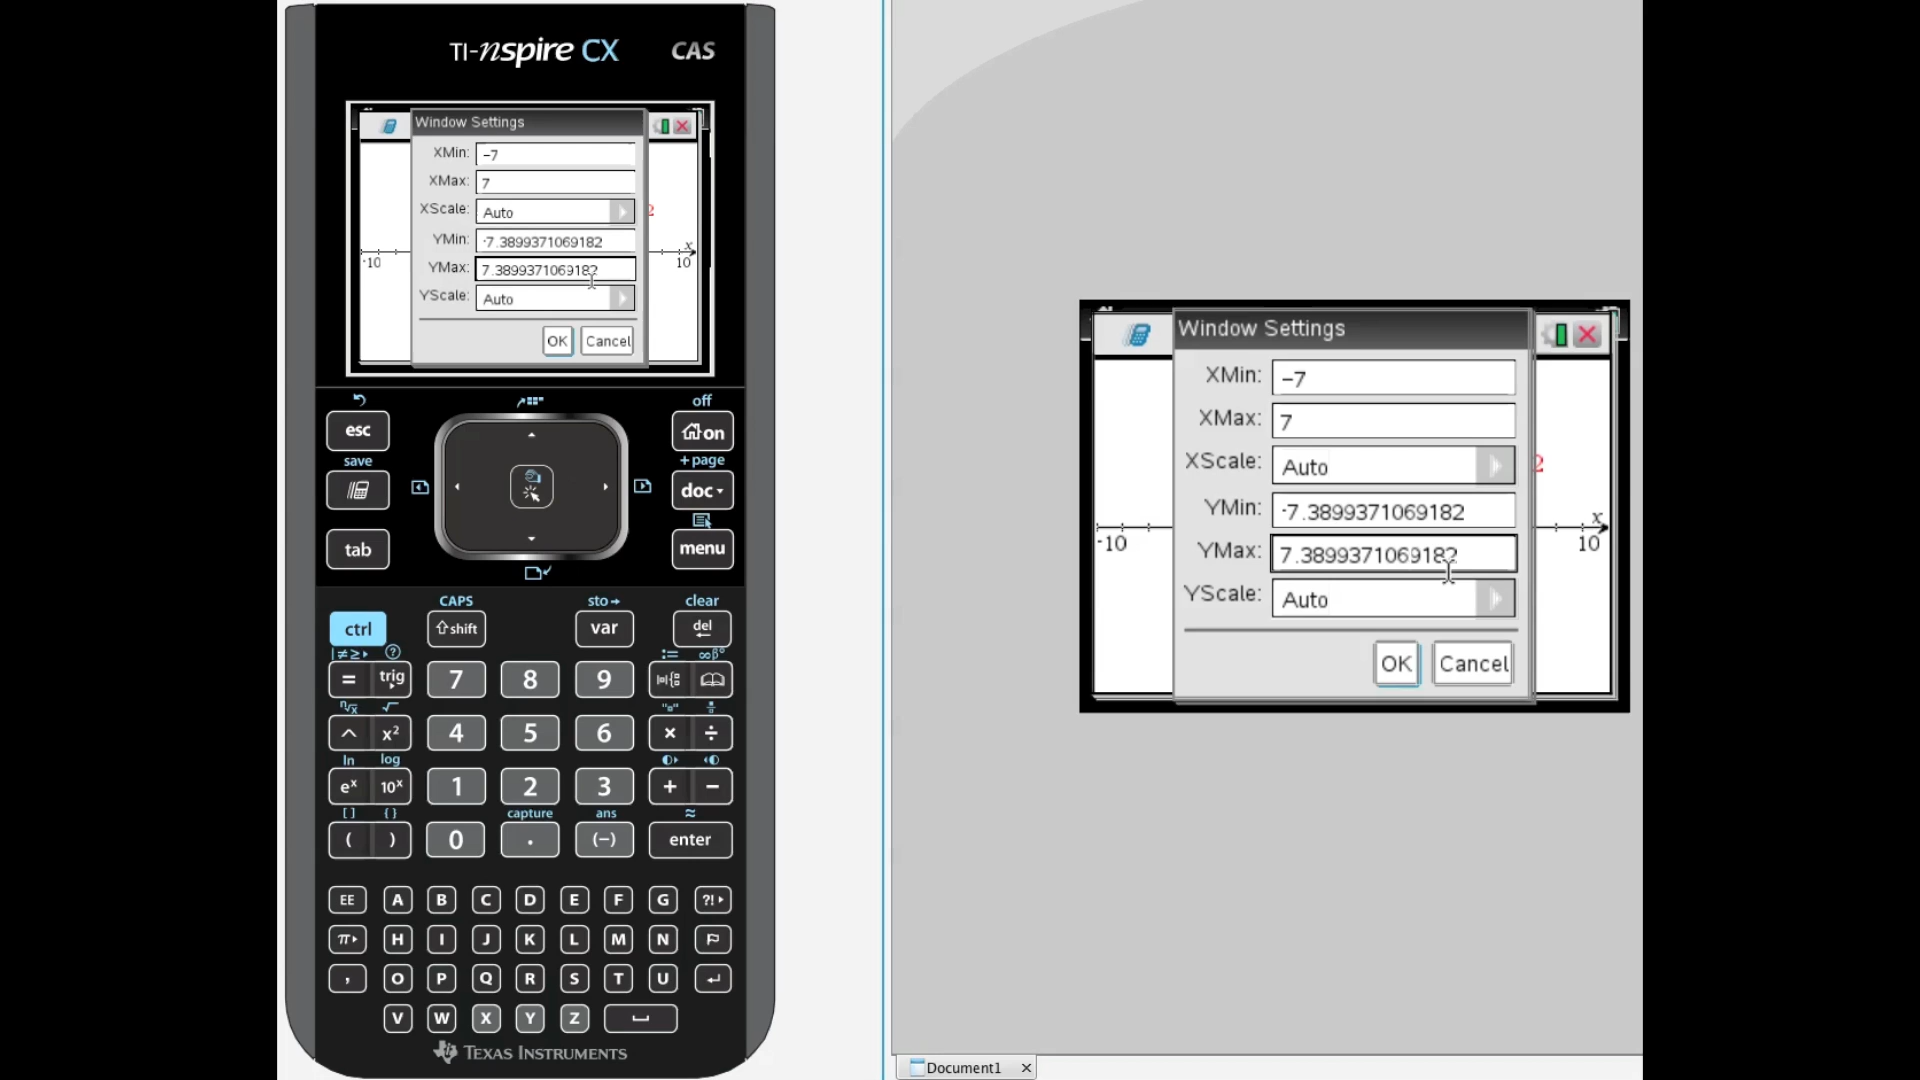 TI-nspire CX CAS
Window Settings
XMin: −7
XMax: 7
XScale: Auto
YMin: -7.3899371069182
YMax: 7.3899371069182
YScale: Auto
OK Cancel
2
x
-10 10
off
esc on
save +page
doc
tab menu
CAPS sto→ clear
ctrl ⇧shift var del
|≠≥▸ ? := ∞β°
= trig 7 8 9
ⁿ√x √
^ x² 4 5 6 × ÷
ln log
eˣ 10ˣ 1 2 3 + −
[ ] { } capture ans ≈
( ) 0 . (−) enter
EE A B C D E F G ?!▸
π▸ H I J K L M N
, O P Q R S T U ↵
V W X Y Z
TEXAS INSTRUMENTS
Window Settings
XMin: −7
XMax: 7
XScale: Auto
YMin: -7.3899371069182
YMax: 7.3899371069182
YScale: Auto
OK Cancel
2
x
-10 10
Document1 ×